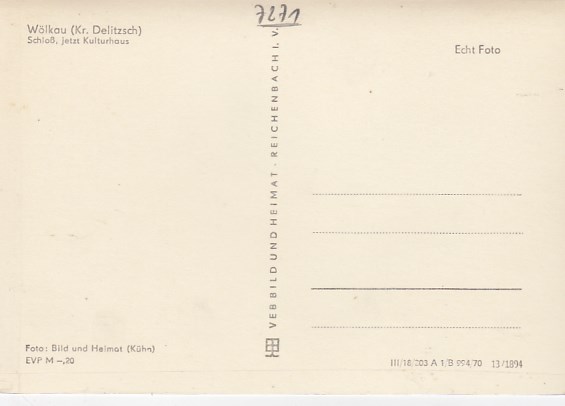 7271
Wölkau (Kr. Delitzsch)
Schloß, jetzt Kulturhaus
Echt Foto
VEB BILD UND HEIMAT · REICHENBACH I. V.
Foto: Bild und Heimat (Kühn)
EVP M –,20
III/18/203 A 1/B 994/70 13/1894